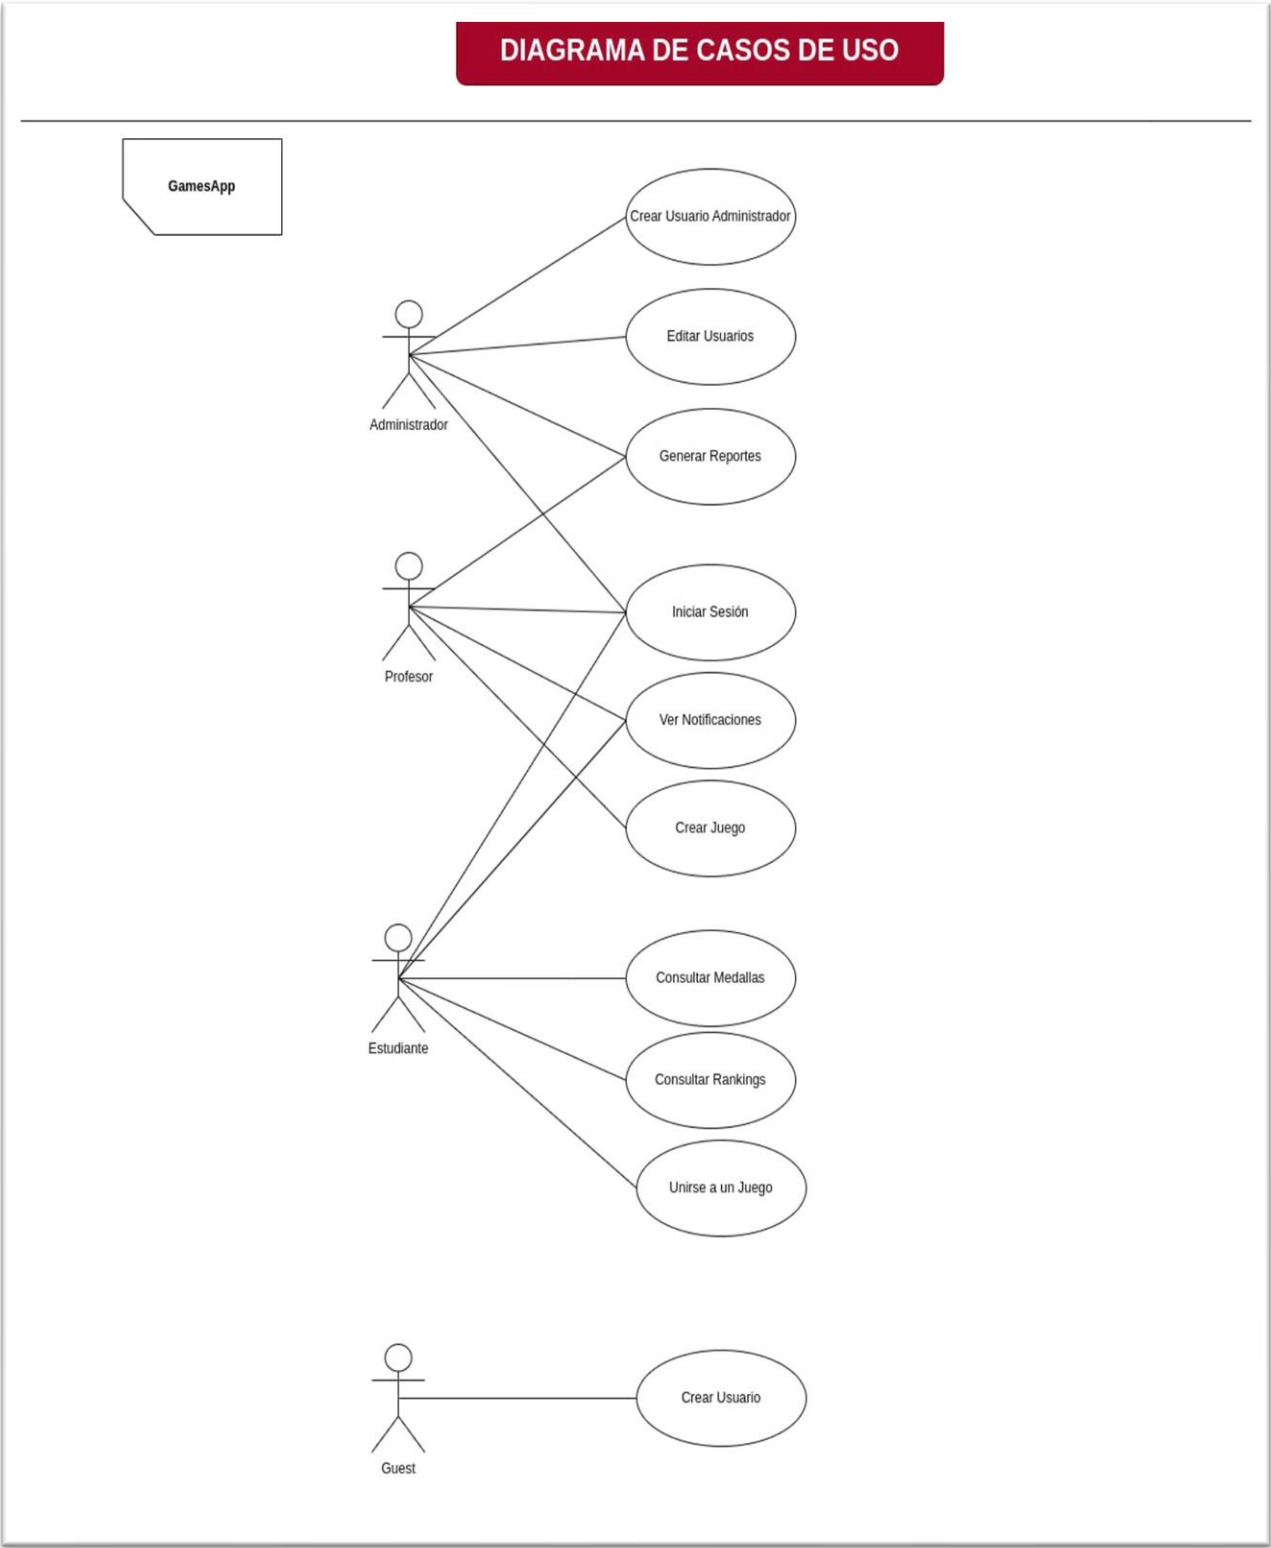 DIAGRAMA DE CASOS DE USO
GamesApp
Crear Usuario Administrador
Editar Usuarios
Administrador
Generar Reportes
Iniciar Sesión
Profesor
Ver Notificaciones
Crear Juego
Consultar Medallas
Estudiante
Consultar Rankings
Unirse a un Juego
Crear Usuario
Guest